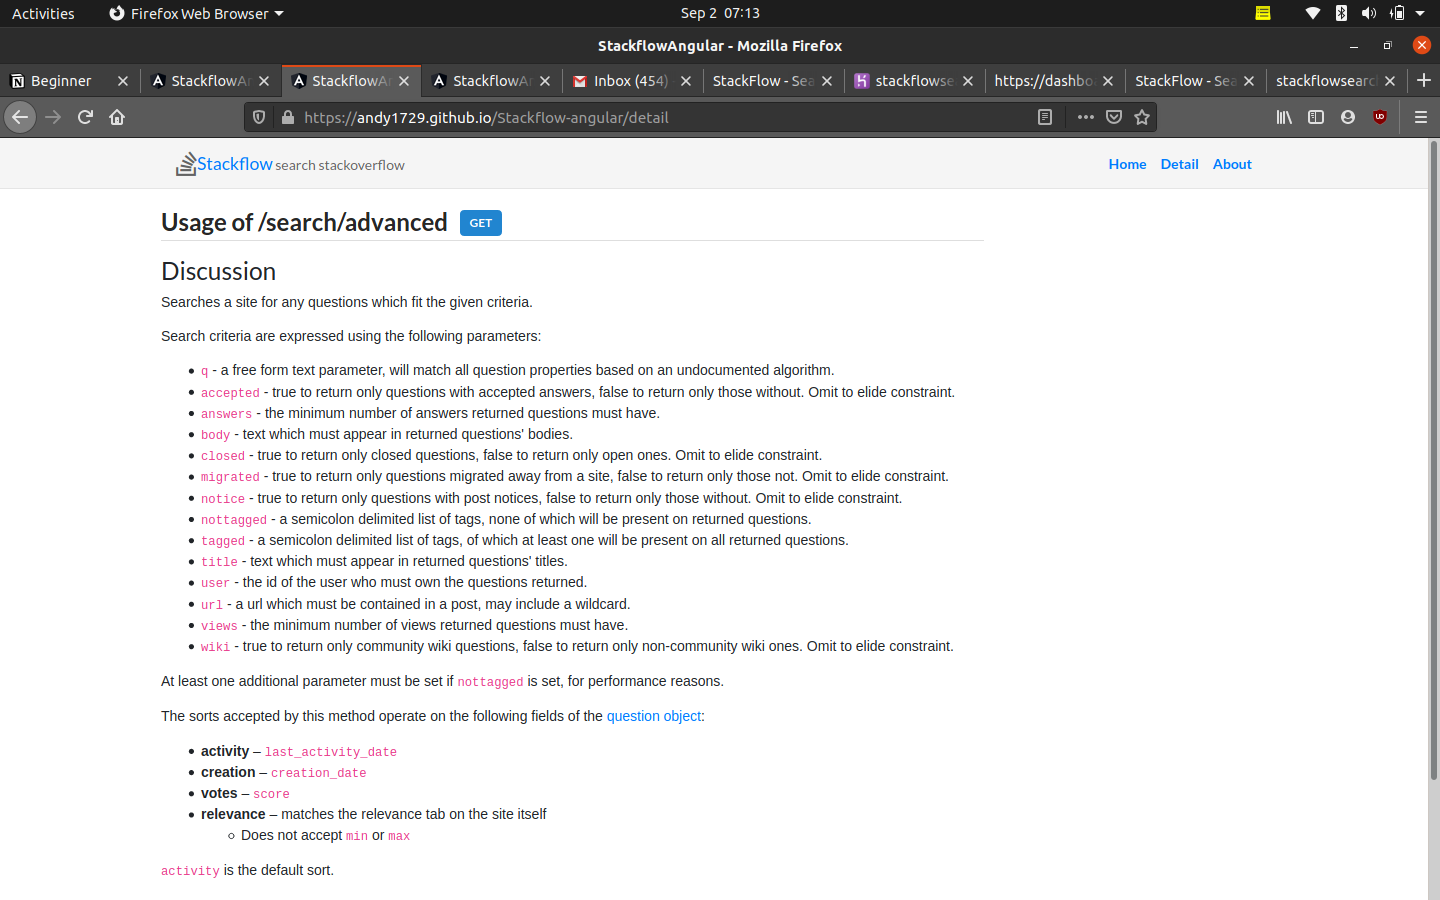 Activities Firefox Web Browser Sep 2 07:13
StackflowAngular - Mozilla Firefox
Beginner StackflowAn StackflowAn StackflowAn Inbox (454) StackFlow - Sea stackflowse https://dashbo StackFlow - Sea stackflowsearc
https://andy1729.github.io/Stackflow-angular/detail
Stackflow search stackoverflow Home Detail About
Usage of /search/advanced GET
Discussion
Searches a site for any questions which fit the given criteria.
Search criteria are expressed using the following parameters:
• q - a free form text parameter, will match all question properties based on an undocumented algorithm.
• accepted - true to return only questions with accepted answers, false to return only those without. Omit to elide constraint.
• answers - the minimum number of answers returned questions must have.
• body - text which must appear in returned questions' bodies.
• closed - true to return only closed questions, false to return only open ones. Omit to elide constraint.
• migrated - true to return only questions migrated away from a site, false to return only those not. Omit to elide constraint.
• notice - true to return only questions with post notices, false to return only those without. Omit to elide constraint.
• nottagged - a semicolon delimited list of tags, none of which will be present on returned questions.
• tagged - a semicolon delimited list of tags, of which at least one will be present on all returned questions.
• title - text which must appear in returned questions' titles.
• user - the id of the user who must own the questions returned.
• url - a url which must be contained in a post, may include a wildcard.
• views - the minimum number of views returned questions must have.
• wiki - true to return only community wiki questions, false to return only non-community wiki ones. Omit to elide constraint.
At least one additional parameter must be set if nottagged is set, for performance reasons.
The sorts accepted by this method operate on the following fields of the question object:
• activity – last_activity_date
• creation – creation_date
• votes – score
• relevance – matches the relevance tab on the site itself
◦ Does not accept min or max
activity is the default sort.